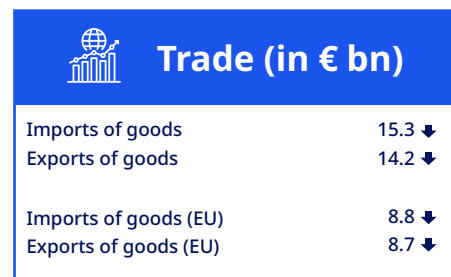 Trade (in € bn)
Imports of goods 15.3 🡇
Exports of goods 14.2 🡇
Imports of goods (EU) 8.8 🡇
Exports of goods (EU) 8.7 🡇